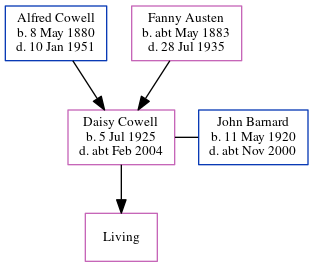 Alfred Cowell
b. 8 May 1880
d. 10 Jan 1951
Fanny Austen
b. abt May 1883
d. 28 Jul 1935
Daisy Cowell
b. 5 Jul 1925
d. abt Feb 2004
John Barnard
b. 11 May 1920
d. abt Nov 2000
Living